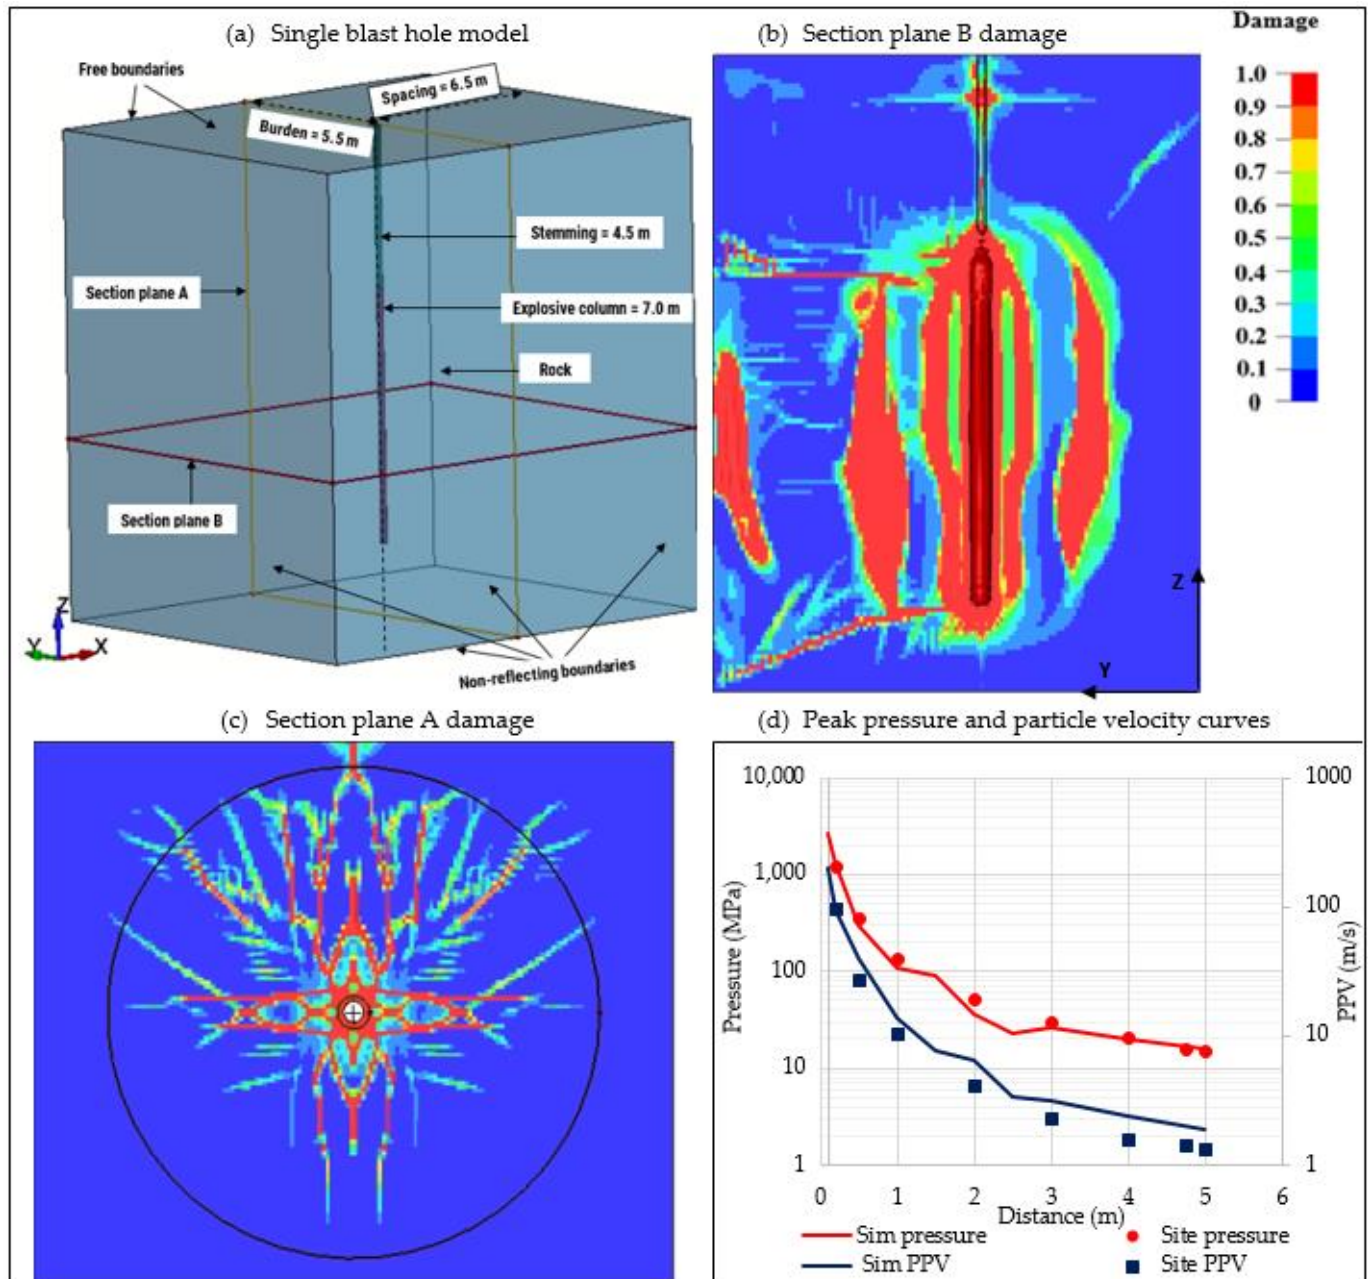 (a) Single blast hole model
Free boundaries
Spacing = 6.5 m
Burden = 5.5 m
Stemming = 4.5 m
Section plane A
Explosive column = 7.0 m
Rock
Section plane B
Z
Y
X
Non-reflecting boundaries
(b) Section plane B damage
Z
Y
Damage
1.0
0.9
0.8
0.7
0.6
0.5
0.4
0.3
0.2
0.1
0
(c) Section plane A damage
(d) Peak pressure and particle velocity curves
10,000
1,000
100
10
1
Pressure (MPa)
1000
100
10
1
PPV (m/s)
0 1 2 3 4 5 6
Distance (m)
Sim pressure
Site pressure
Sim PPV
Site PPV